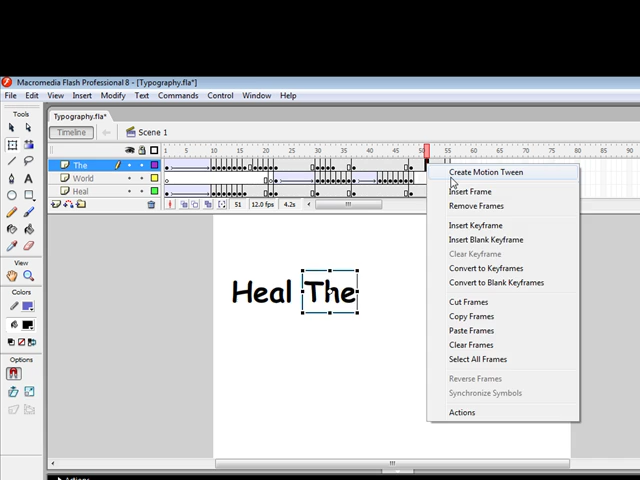 Macromedia Flash Professional 8 - [Typography.fla*]
File Edit View Insert Modify Text Commands Control Window Help
Tools
Typography.fla*
Timeline Scene 1
1 5 10 15 20 25 30 35 40 45 50 55
The
World
Heal
51 12.0 fps 4.2s
View
Colors
Options
Heal The
Create Motion Tween
Insert Frame
Remove Frames
Insert Keyframe
Insert Blank Keyframe
Clear Keyframe
Convert to Keyframes
Convert to Blank Keyframes
Cut Frames
Copy Frames
Paste Frames
Clear Frames
Select All Frames
Reverse Frames
Synchronize Symbols
Actions
Actions